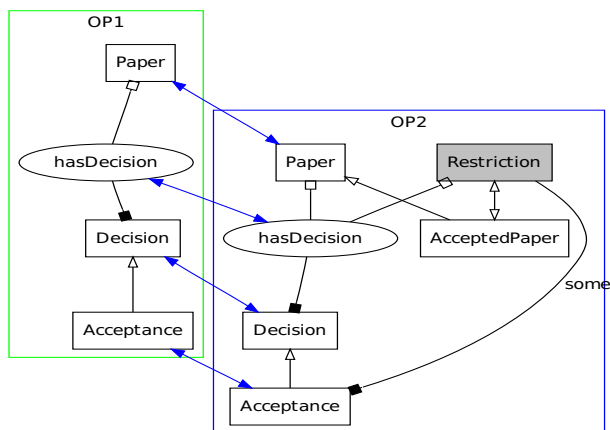 OP1
Paper
hasDecision
Decision
Acceptance
OP2
Paper
Restriction
hasDecision
AcceptedPaper
some
Decision
Acceptance